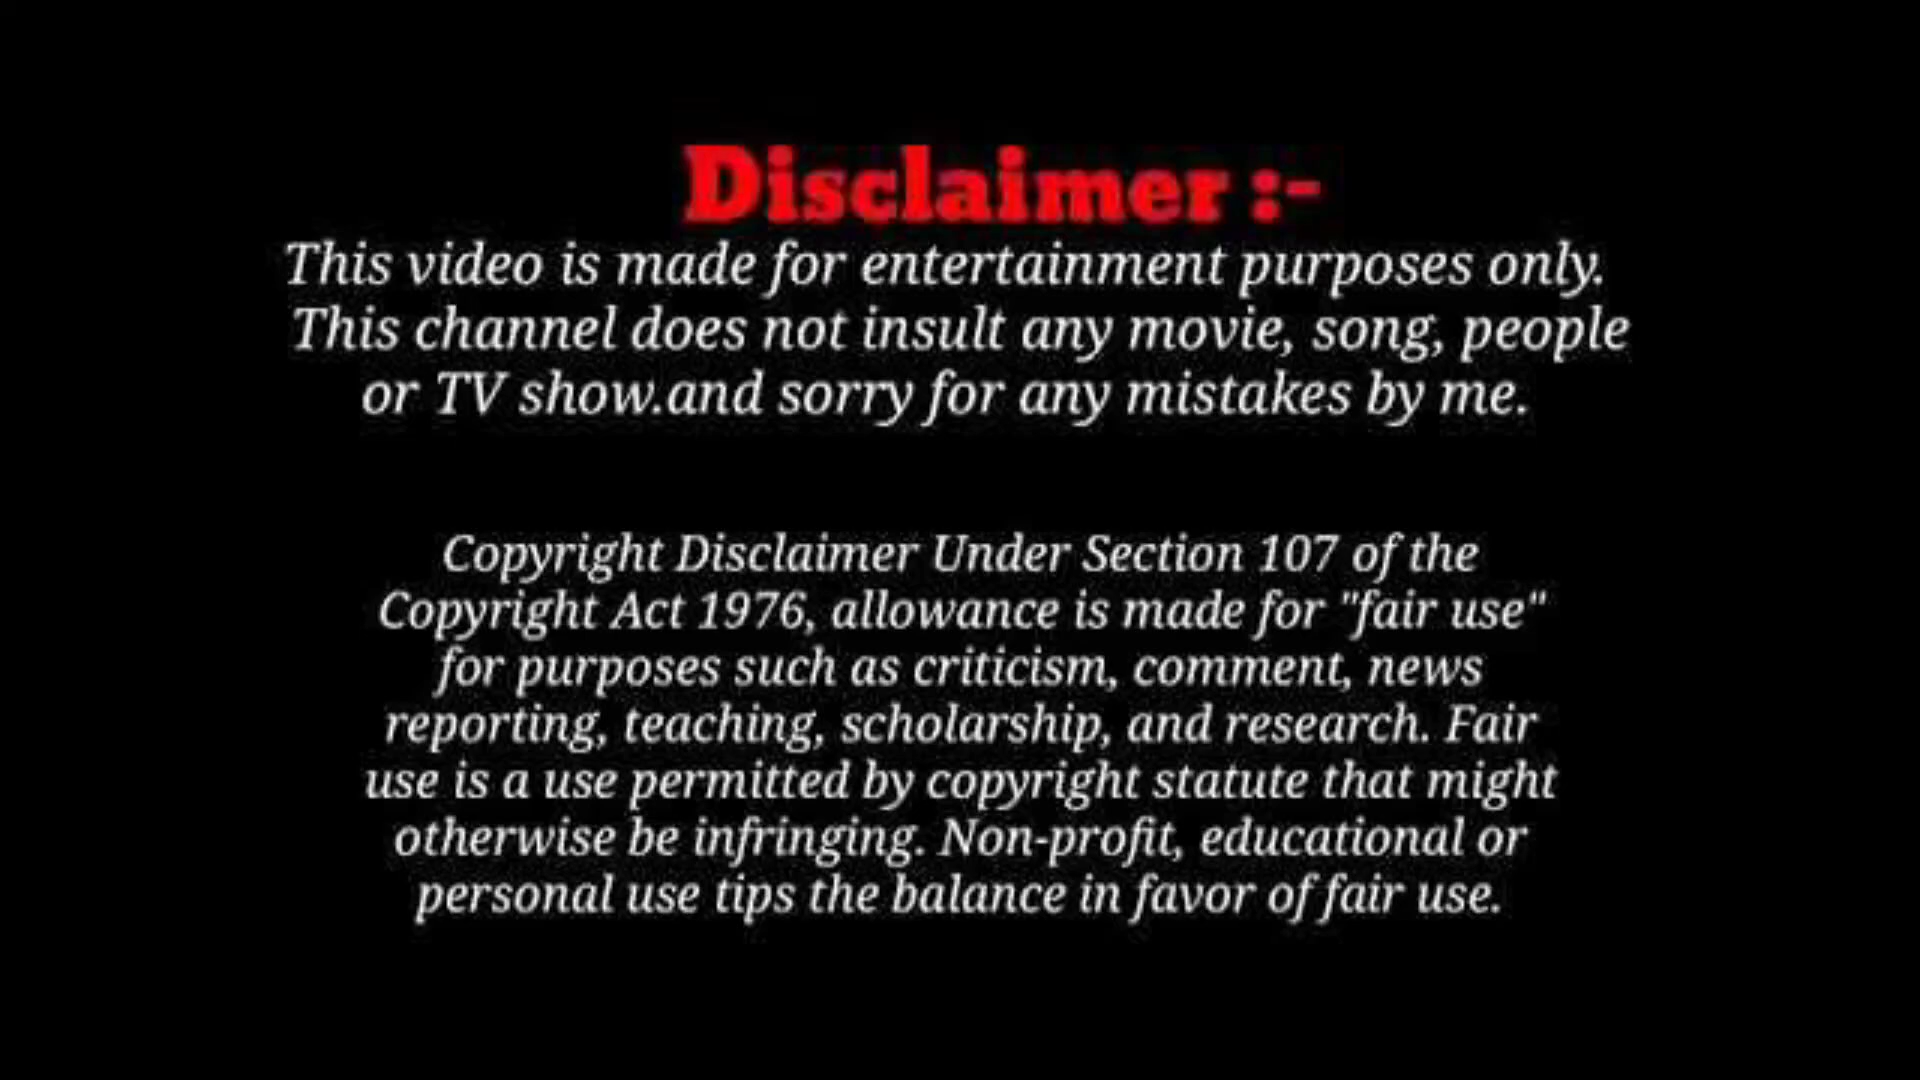 Disclaimer :-
This video is made for entertainment purposes only.
This channel does not insult any movie, song, people
or TV show.and sorry for any mistakes by me.
Copyright Disclaimer Under Section 107 of the
Copyright Act 1976, allowance is made for "fair use"
for purposes such as criticism, comment, news
reporting, teaching, scholarship, and research. Fair
use is a use permitted by copyright statute that might
otherwise be infringing. Non-profit, educational or
personal use tips the balance in favor of fair use.